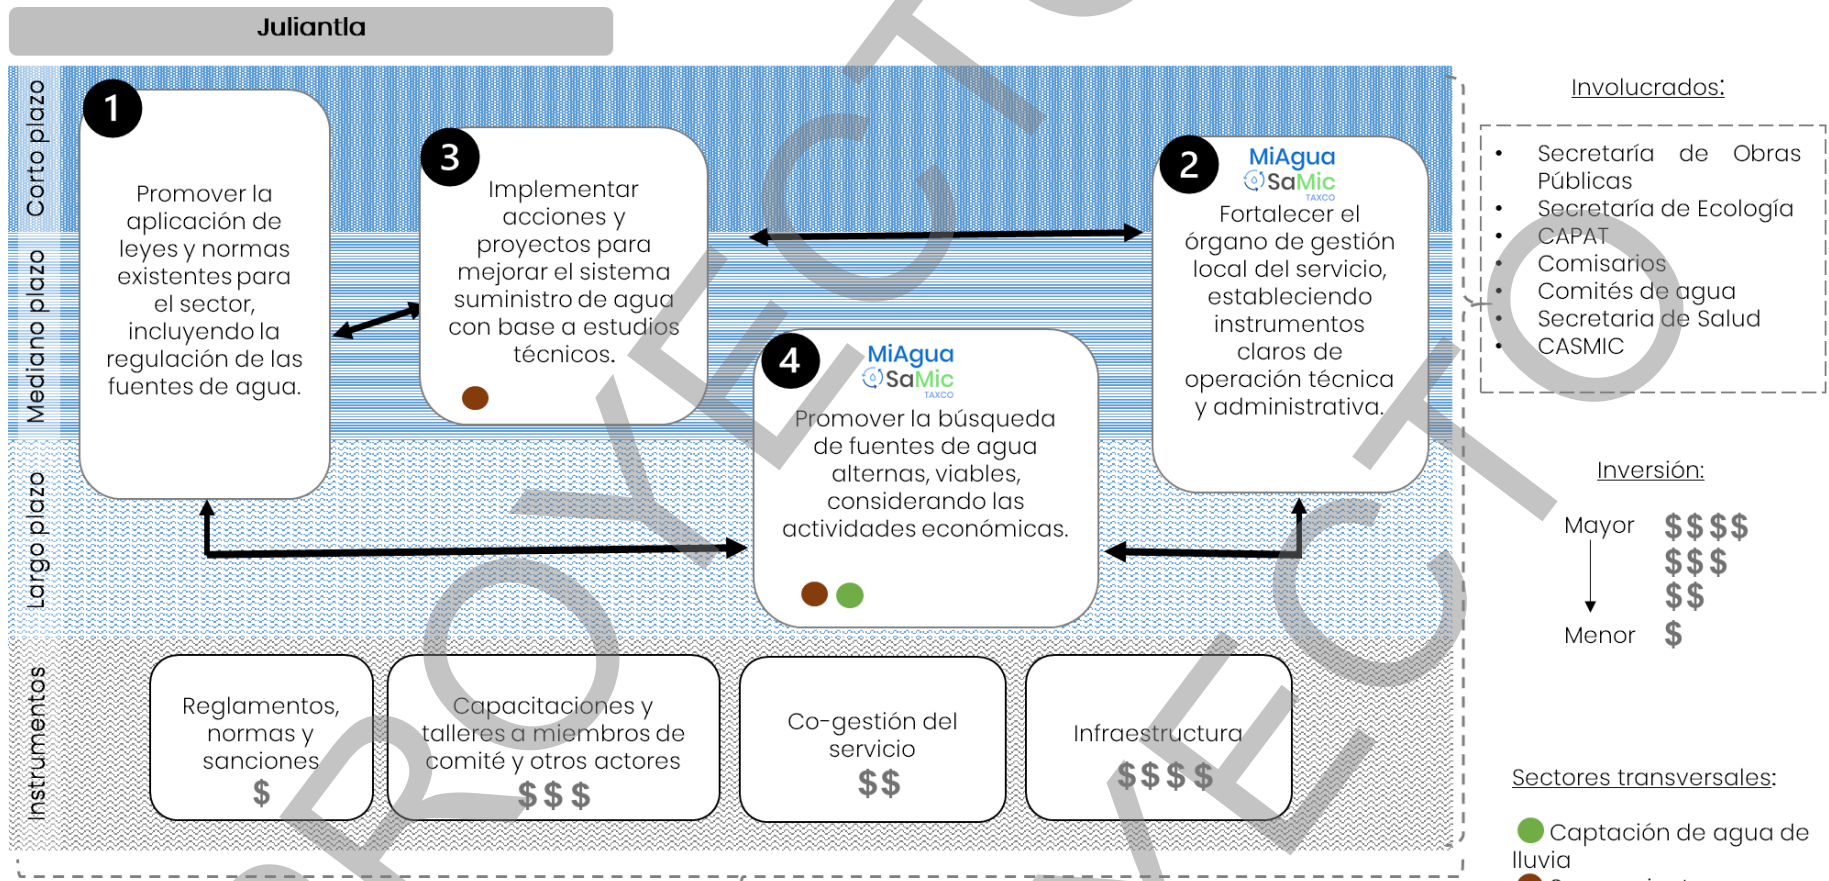 Juliantla
Corto plazo
Mediano plazo
Largo plazo
Instrumentos
1
Promover la
aplicación de
leyes y normas
existentes para
el sector,
incluyendo la
regulación de las
fuentes de agua.
3
Implementar
acciones y
proyectos para
mejorar el sistema
suministro de agua
con base a estudios
técnicos.
2
MiAgua
SaMic
TAXCO
Fortalecer el
órgano de gestión
local del servicio,
estableciendo
instrumentos
claros de
operación técnica
y administrativa.
4
MiAgua
SaMic
TAXCO
Promover la búsqueda
de fuentes de agua
alternas, viables,
considerando las
actividades económicas.
Reglamentos,
normas y
sanciones
$
Capacitaciones y
talleres a miembros de
comité y otros actores
$$$
Co-gestión del
servicio
$$
Infraestructura
$$$$
Involucrados:
• Secretaría de Obras
Públicas
• Secretaría de Ecología
• CAPAT
• Comisarios
• Comités de agua
• Secretaria de Salud
• CASMIC
Inversión:
Mayor $$$$
$$$
$$
Menor $
Sectores transversales:
Captación de agua de
lluvia
PROYECTO
YECTO